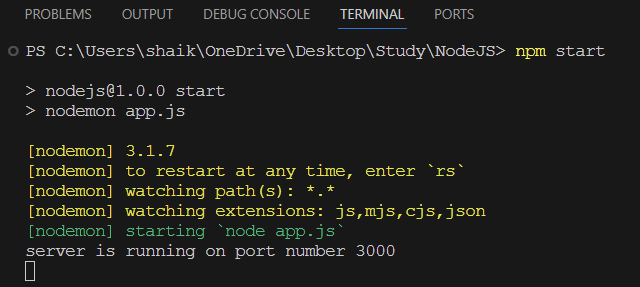 PROBLEMS OUTPUT DEBUG CONSOLE TERMINAL PORTS
PS C:\Users\shaik\OneDrive\Desktop\Study\NodeJS> npm start
> nodejs@1.0.0 start
> nodemon app.js
[nodemon] 3.1.7
[nodemon] to restart at any time, enter `rs`
[nodemon] watching path(s): *.*
[nodemon] watching extensions: js,mjs,cjs,json
[nodemon] starting `node app.js`
server is running on port number 3000